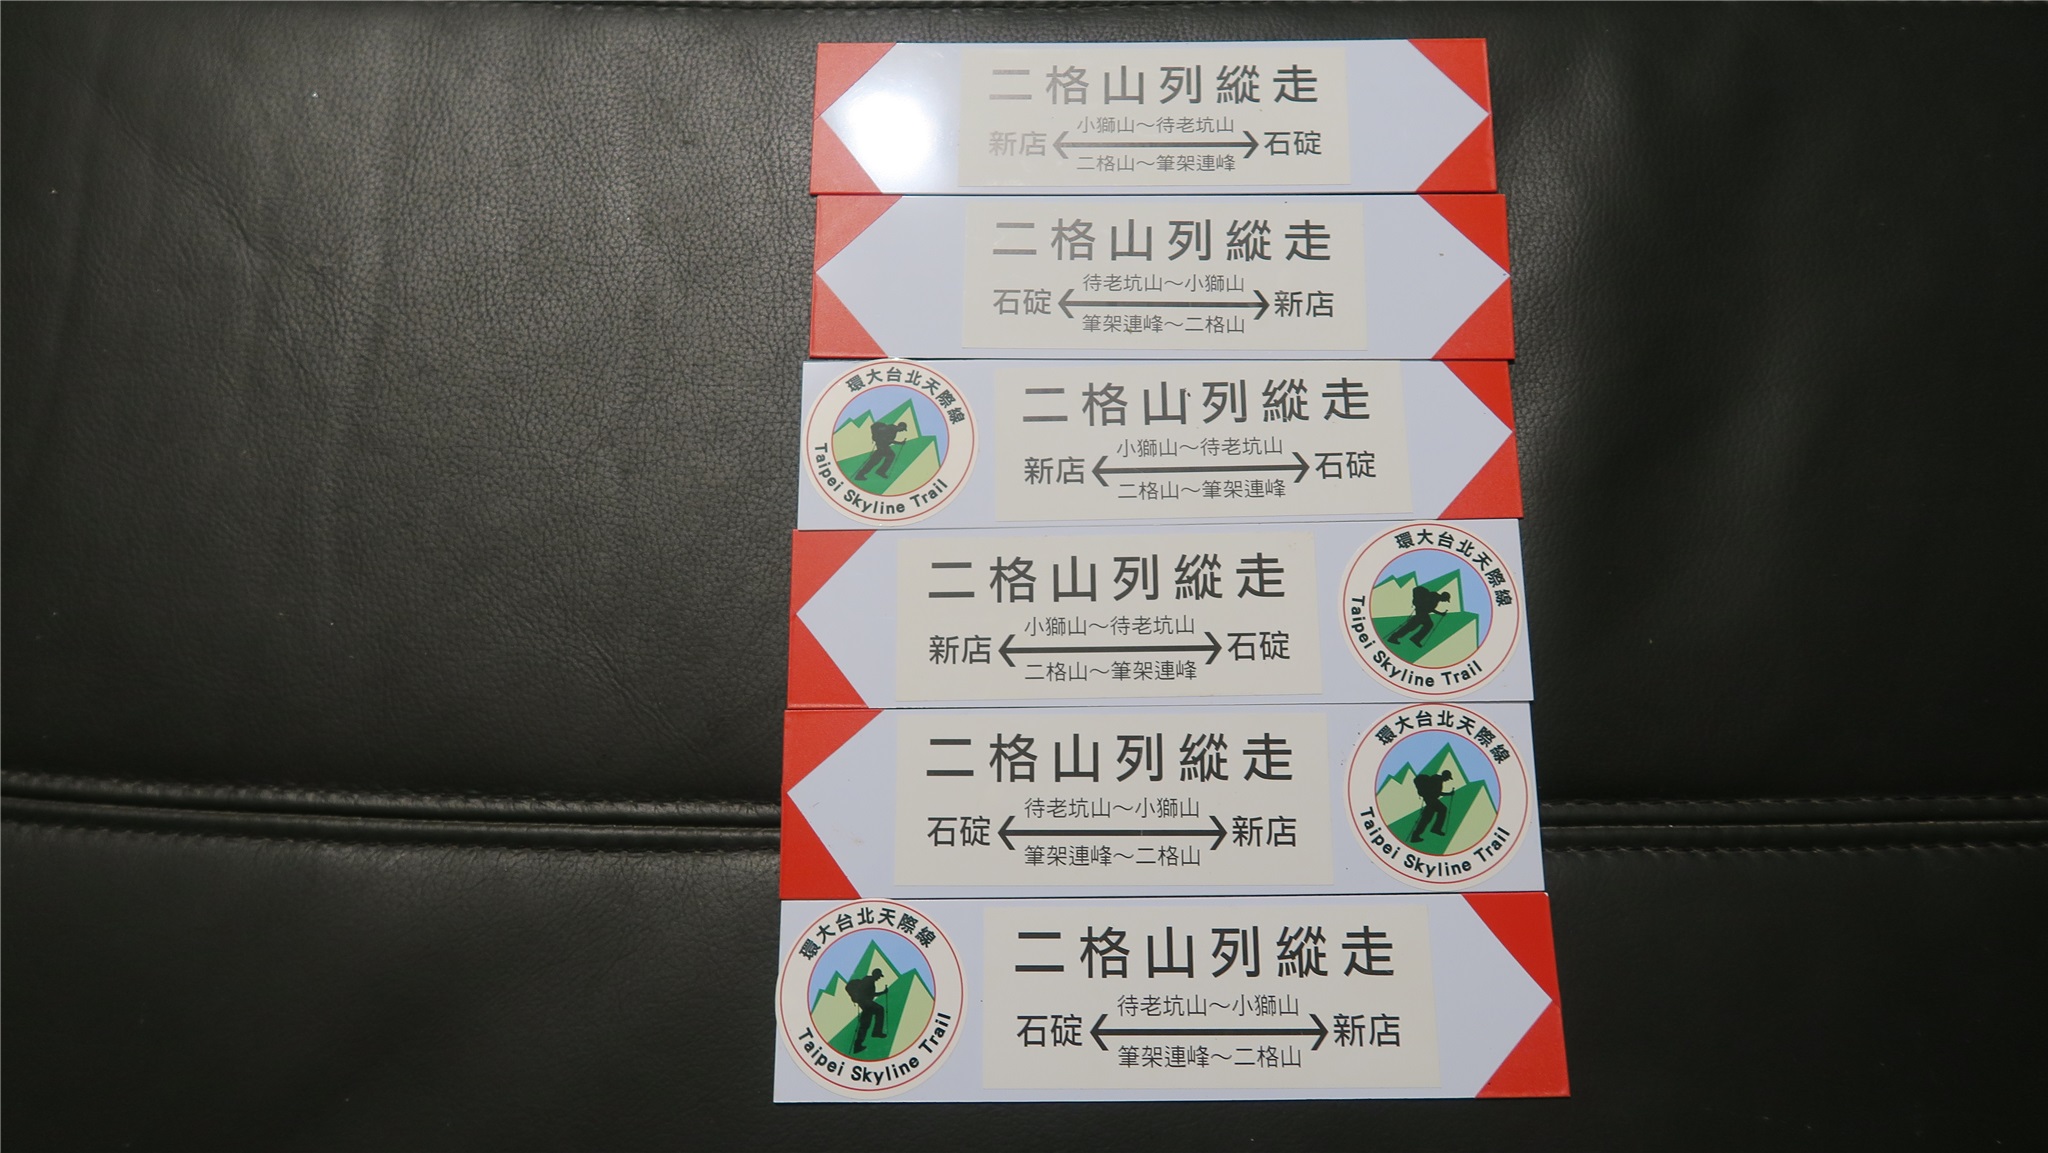 二格山列縱走
小獅山～待老坑山
新店 石碇
二格山～筆架連峰
二格山列縱走
待老坑山～小獅山
石碇 新店
筆架連峰～二格山
環大台北天際線
Taipei Skyline Trail
二格山列縱走
小獅山～待老坑山
新店 石碇
二格山～筆架連峰
二格山列縱走
小獅山～待老坑山
新店 石碇
二格山～筆架連峰
環大台北天際線
Taipei Skyline Trail
二格山列縱走
待老坑山～小獅山
石碇 新店
筆架連峰～二格山
環大台北天際線
Taipei Skyline Trail
環大台北天際線
Taipei Skyline Trail
二格山列縱走
待老坑山～小獅山
石碇 新店
筆架連峰～二格山